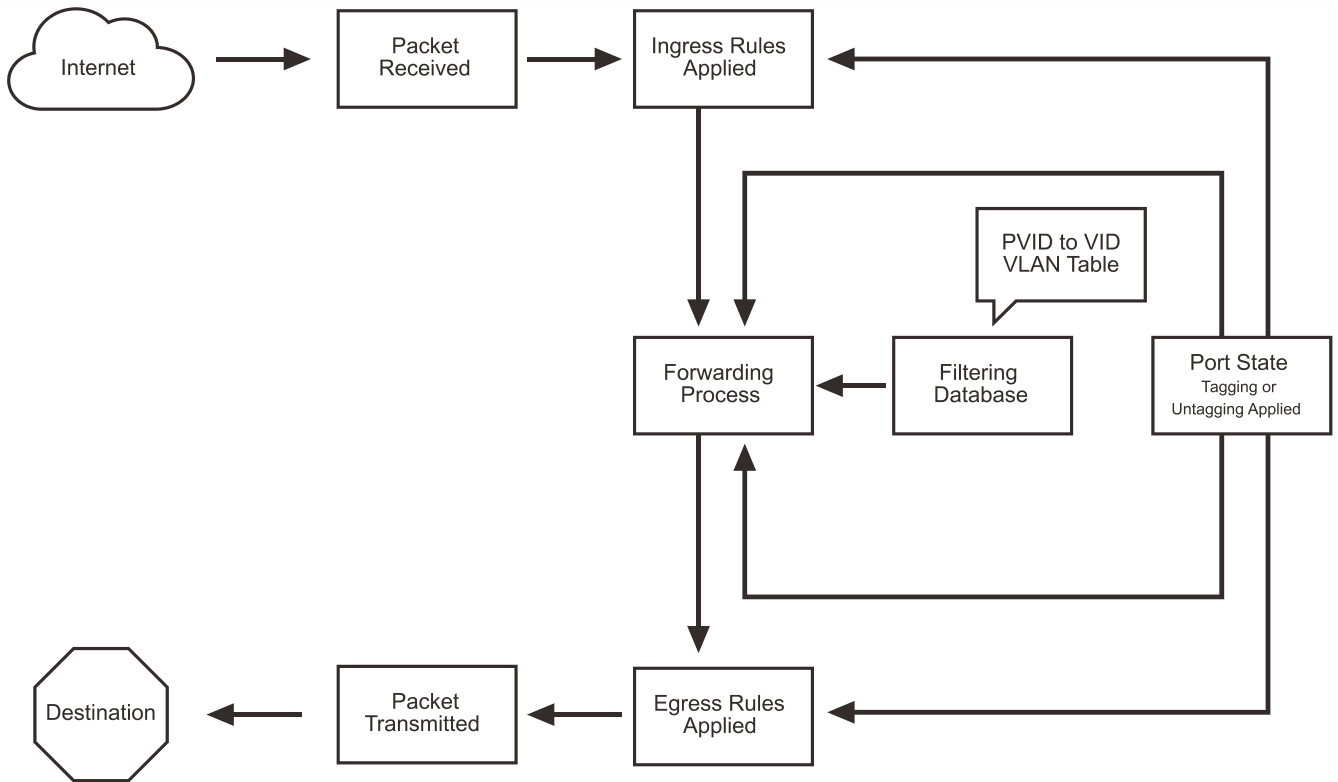 Internet
Packet
Received
Ingress Rules
Applied
PVID to VID
VLAN Table
Forwarding
Process
Filtering
Database
Port State
Tagging or
Untagging Applied
Destination
Packet
Transmitted
Egress Rules
Applied